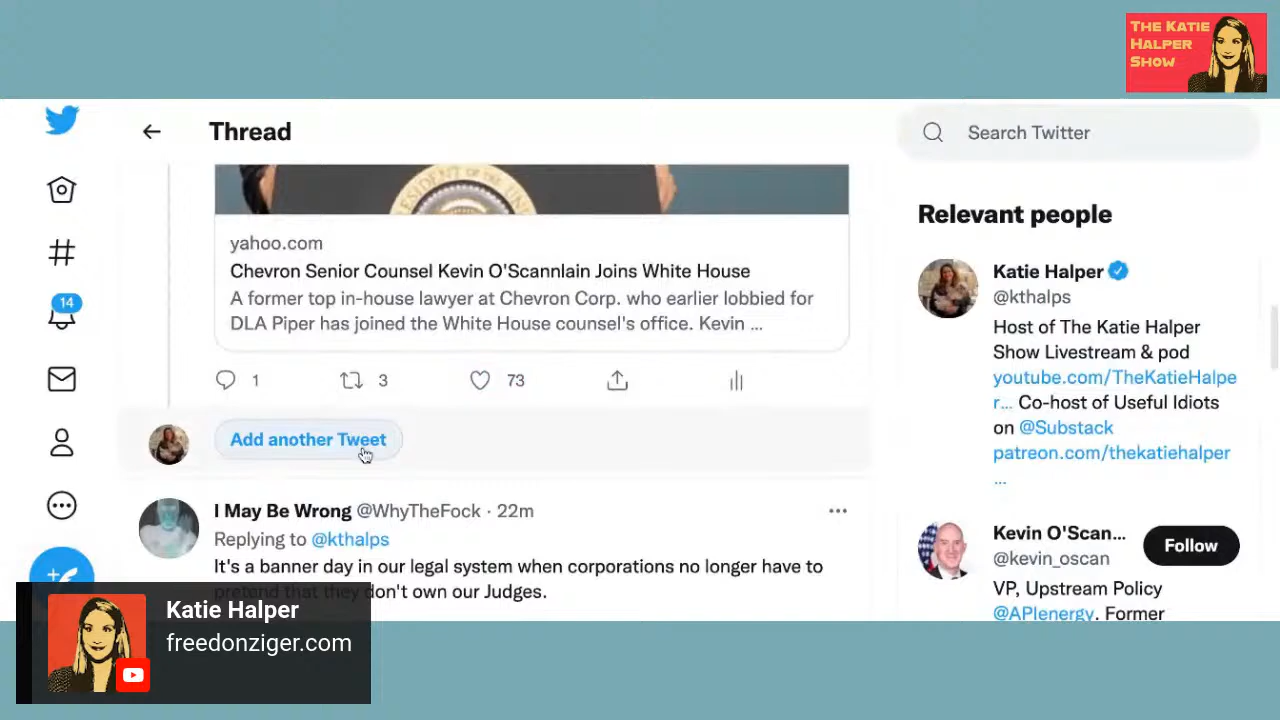 THE KATIE
HALPER
SHOW
Thread
Search Twitter
yahoo.com
Chevron Senior Counsel Kevin O'Scannlain Joins White House
A former top in-house lawyer at Chevron Corp. who earlier lobbied for
DLA Piper has joined the White House counsel's office. Kevin ...
1
3
73
Add another Tweet
I May Be Wrong @WhyTheFock · 22m
Replying to @kthalps
It's a banner day in our legal system when corporations no longer have to
pretend that they don't own our Judges.
14
Relevant people
Katie Halper
@kthalps
Host of The Katie Halper
Show Livestream & pod
youtube.com/TheKatieHalpe
r... Co-host of Useful Idiots
on @Substack
patreon.com/thekatiehalper
...
Kevin O'Scan...
@kevin_oscan
Follow
VP, Upstream Policy
@APIenergy. Former
Katie Halper
freedonziger.com